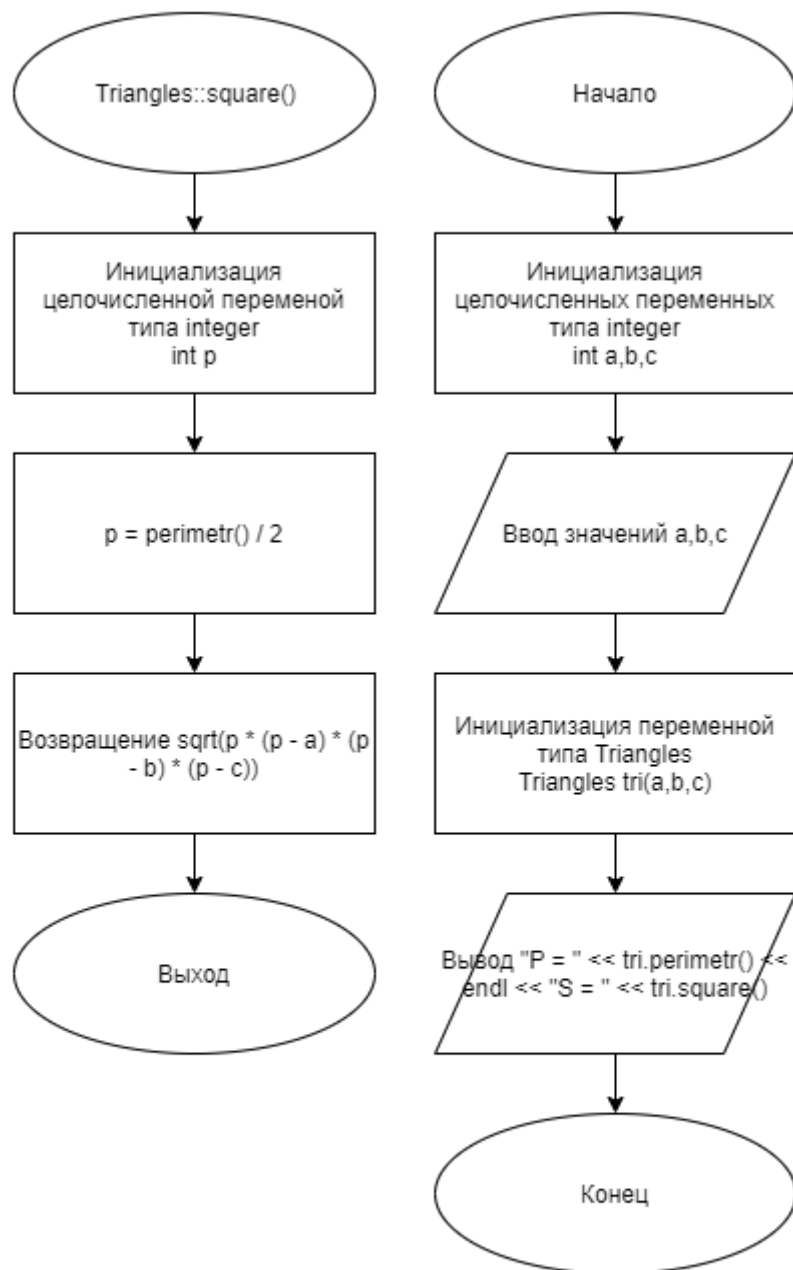 Triangles::square()
Инициализация
целочисленной переменой
типа integer
int p
p = perimetr() / 2
Возвращение sqrt(p * (p - a) * (p
- b) * (p - c))
Выход
Начало
Инициализация
целочисленных переменных
типа integer
int a,b,c
Ввод значений a,b,c
Инициализация переменной
типа Triangles
Triangles tri(a,b,c)
Вывод "P = " << tri.perimetr() <<
endl << "S = " << tri.square()
Конец